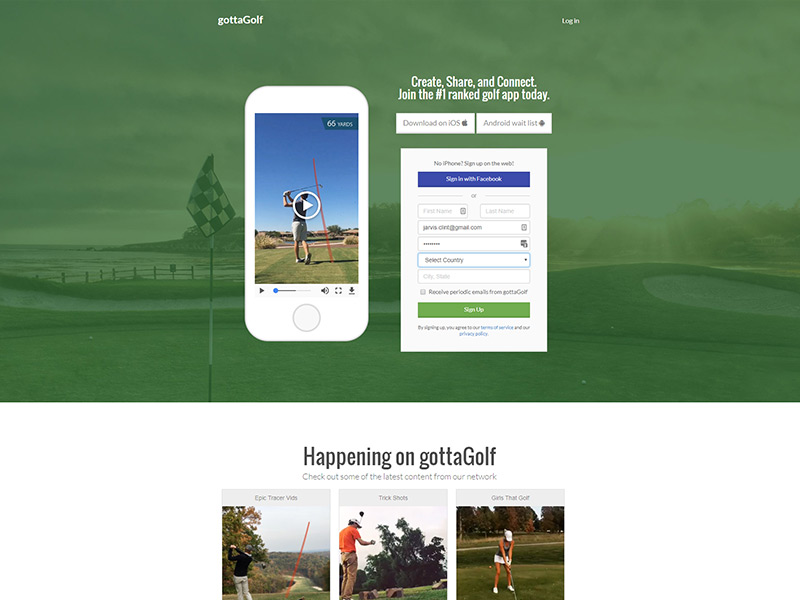 gottaGolf
Log In
Create, Share, and Connect.
Join the #1 ranked golf app today.
Download on iOS
Android wait list
66 YARDS
No iPhone? Sign up on the web!
Sign in with Facebook
or
First Name
Last Name
jarvis.clint@gmail.com
••••••••
Select Country
City, State
Receive periodic emails from gottaGolf
Sign Up
By signing up, you agree to our terms of service and our
privacy policy.
Happening on gottaGolf
Check out some of the latest content from our network
Epic Tracer Vids
Trick Shots
Girls That Golf